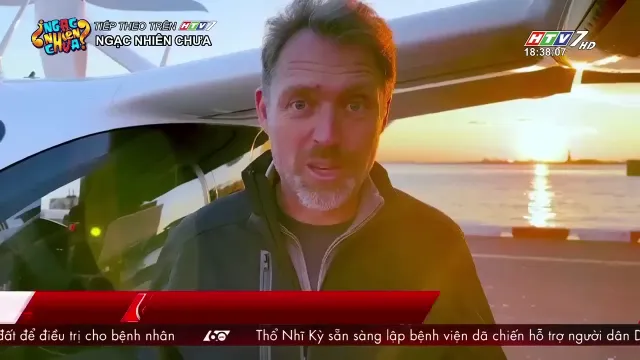 ¿NGẠC NHIÊN CHƯA?
TIẾP THEO TRÊN HTV7
NGẠC NHIÊN CHƯA
HTV7 HD
18:38:07
đất để điều trị cho bệnh nhân 60 Thổ Nhĩ Kỳ sẵn sàng lập bệnh viện dã chiến hỗ trợ người dân D